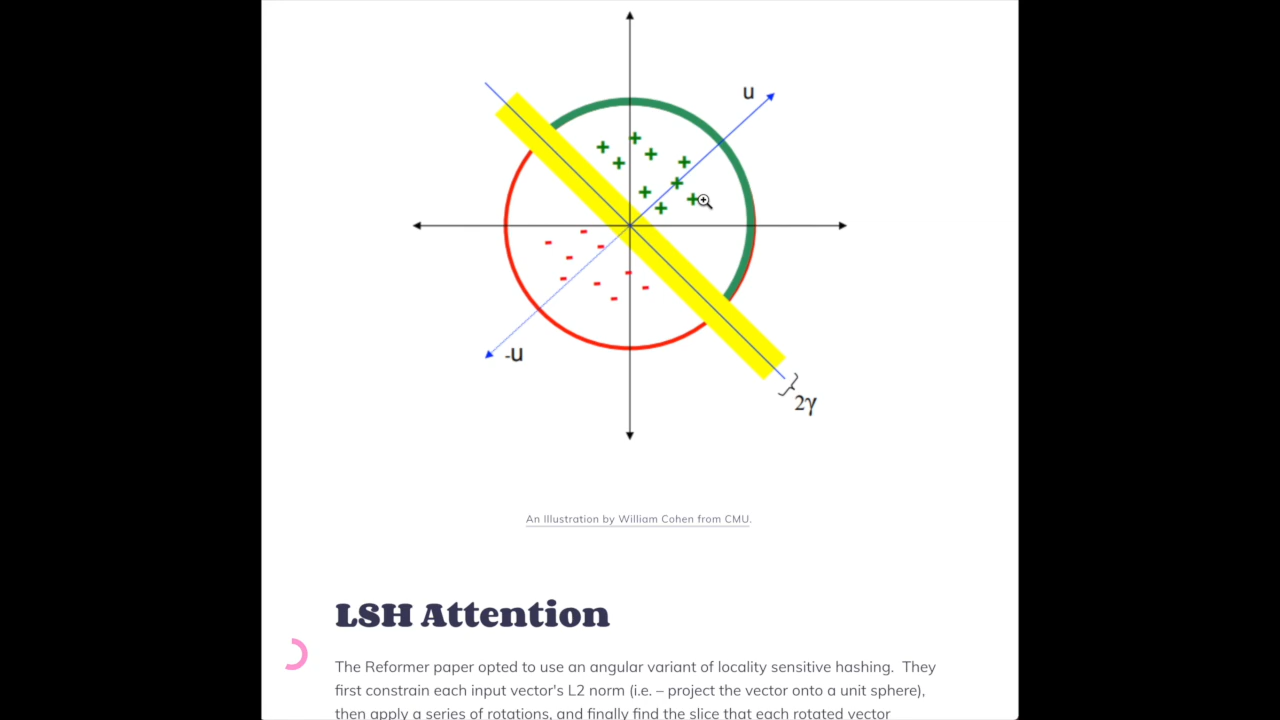 u
-u
2γ
An Illustration by William Cohen from CMU.
LSH Attention
The Reformer paper opted to use an angular variant of locality sensitive hashing.  They
first constrain each input vector's L2 norm (i.e. – project the vector onto a unit sphere),
then apply a series of rotations, and finally find the slice that each rotated vector